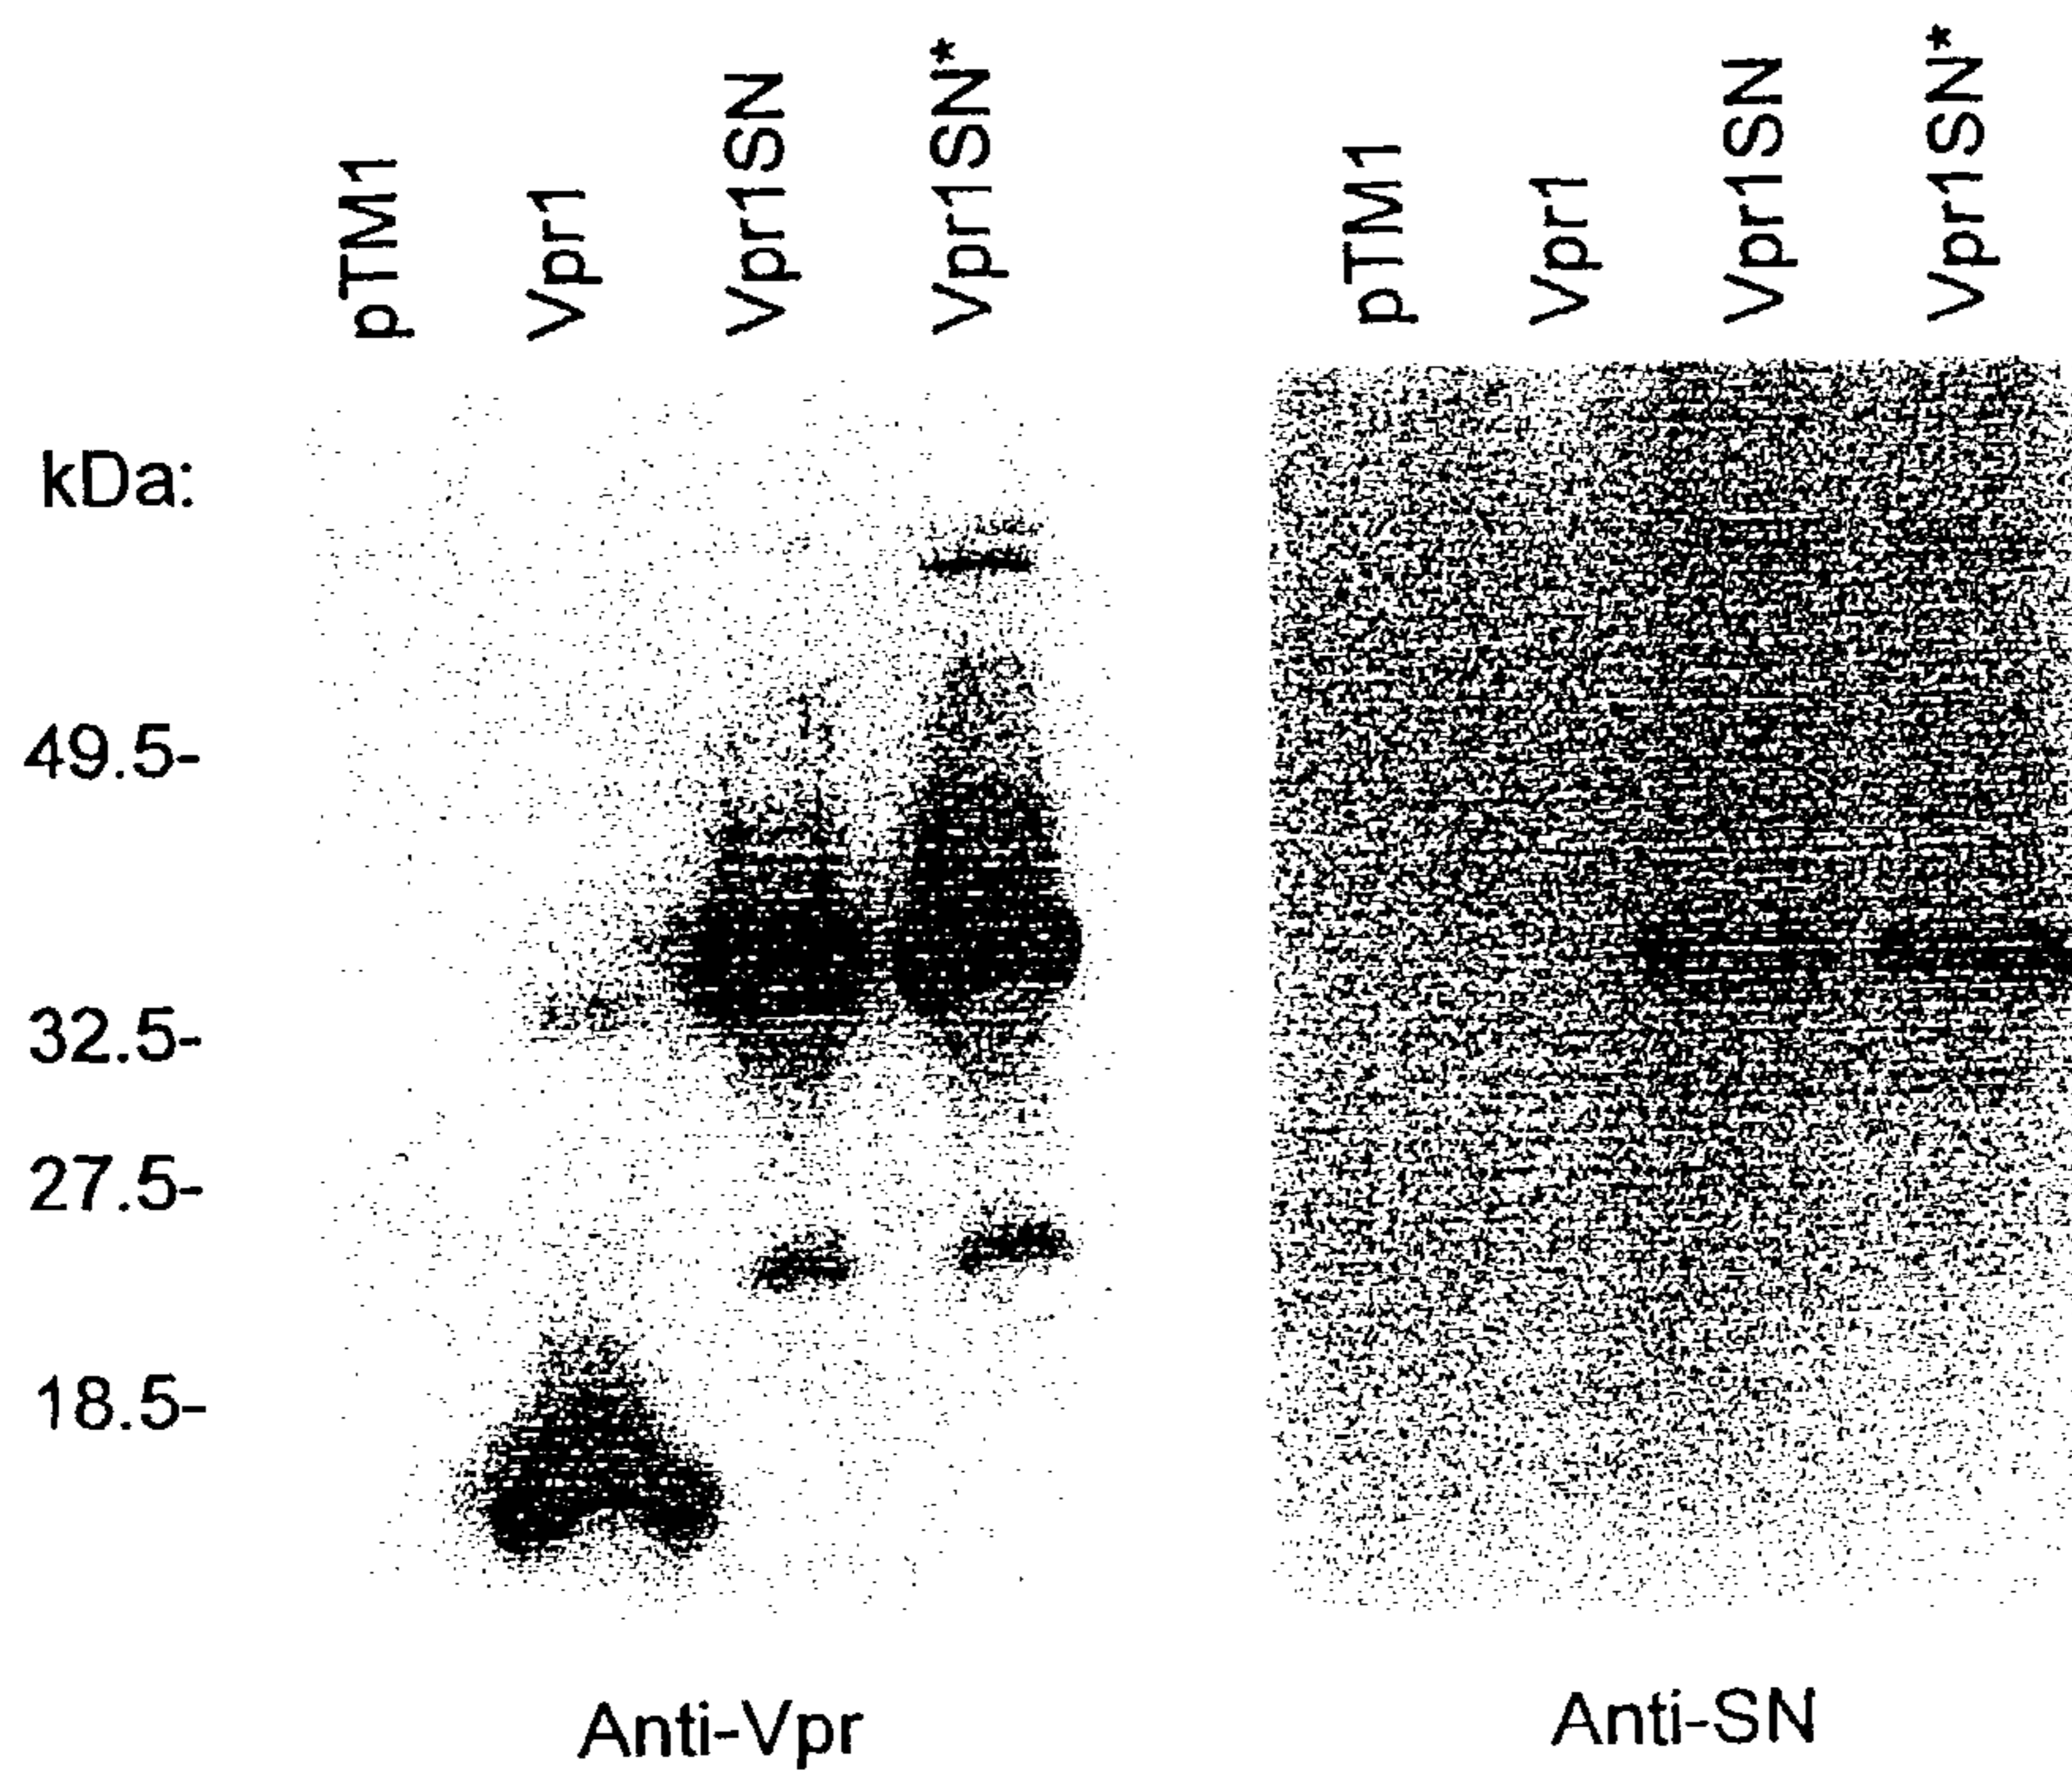 pTM1 Vpr1 Vpr1SN Vpr1SN* pTM1 Vpr1 Vpr1SN Vpr1SN*
kDa:
49.5-
32.5-
27.5-
18.5-
Anti-Vpr Anti-SN